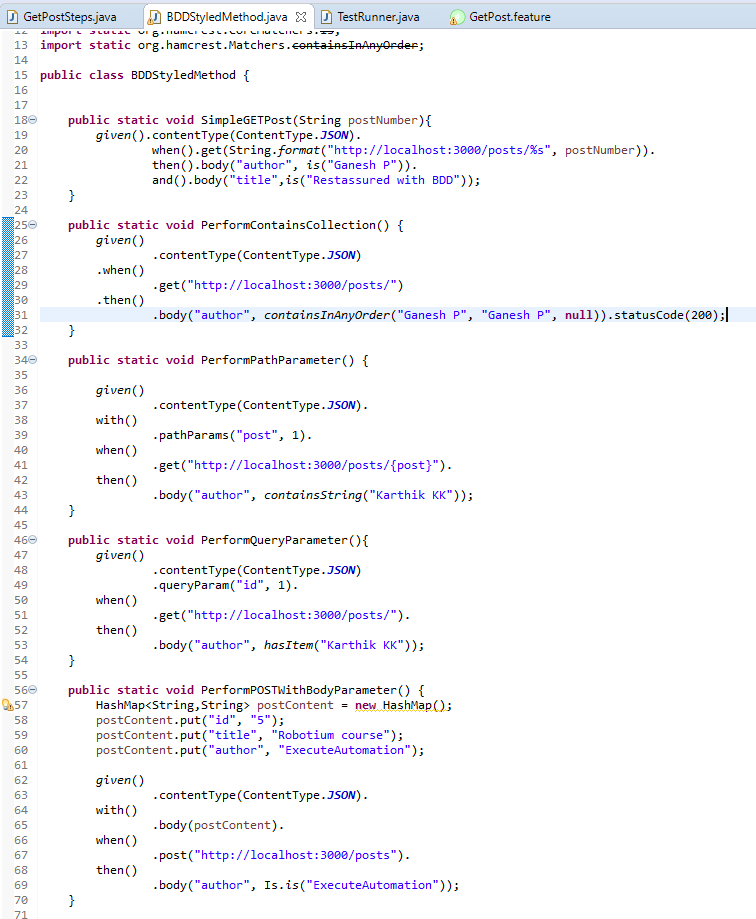 GetPostSteps.java BDDStyledMethod.java TestRunner.java GetPost.feature
12 import static org.hamcrest.CoreMatchers.is;
13 import static org.hamcrest.Matchers.containsInAnyOrder;
14
15 public class BDDStyledMethod {
16
17
18 public static void SimpleGETPost(String postNumber){
19 given().contentType(ContentType.JSON).
20 when().get(String.format("http://localhost:3000/posts/%s", postNumber)).
21 then().body("author", is("Ganesh P")).
22 and().body("title",is("Restassured with BDD"));
23 }
24
25 public static void PerformContainsCollection() {
26 given()
27 .contentType(ContentType.JSON)
28 .when()
29 .get("http://localhost:3000/posts/")
30 .then()
31 .body("author", containsInAnyOrder("Ganesh P", "Ganesh P", null)).statusCode(200);
32 }
33
34 public static void PerformPathParameter() {
35
36 given()
37 .contentType(ContentType.JSON).
38 with()
39 .pathParams("post", 1).
40 when()
41 .get("http://localhost:3000/posts/{post}").
42 then()
43 .body("author", containsString("Karthik KK"));
44 }
45
46 public static void PerformQueryParameter(){
47 given()
48 .contentType(ContentType.JSON)
49 .queryParam("id", 1).
50 when()
51 .get("http://localhost:3000/posts/").
52 then()
53 .body("author", hasItem("Karthik KK"));
54 }
55
56 public static void PerformPOSTWithBodyParameter() {
57 HashMap<String,String> postContent = new HashMap();
58 postContent.put("id", "5");
59 postContent.put("title", "Robotium course");
60 postContent.put("author", "ExecuteAutomation");
61
62 given()
63 .contentType(ContentType.JSON).
64 with()
65 .body(postContent).
66 when()
67 .post("http://localhost:3000/posts").
68 then()
69 .body("author", Is.is("ExecuteAutomation"));
70 }
71